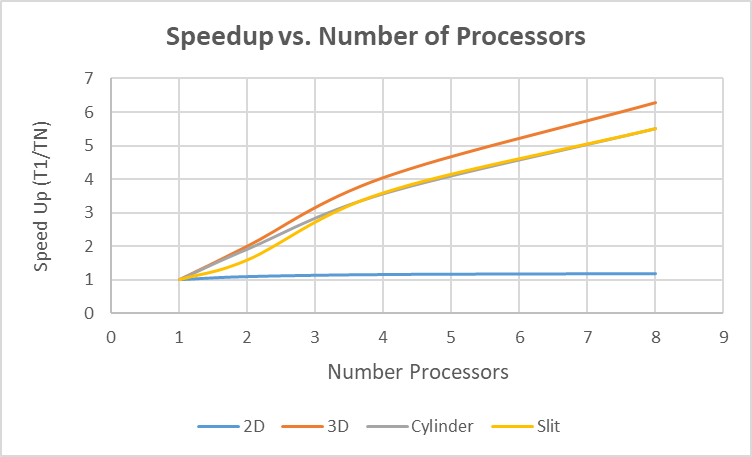 Speedup vs. Number of Processors
Speed Up (T1/TN)
7
6
5
4
3
2
1
0
0 1 2 3 4 5 6 7 8 9
Number Processors
2D 3D Cylinder Slit